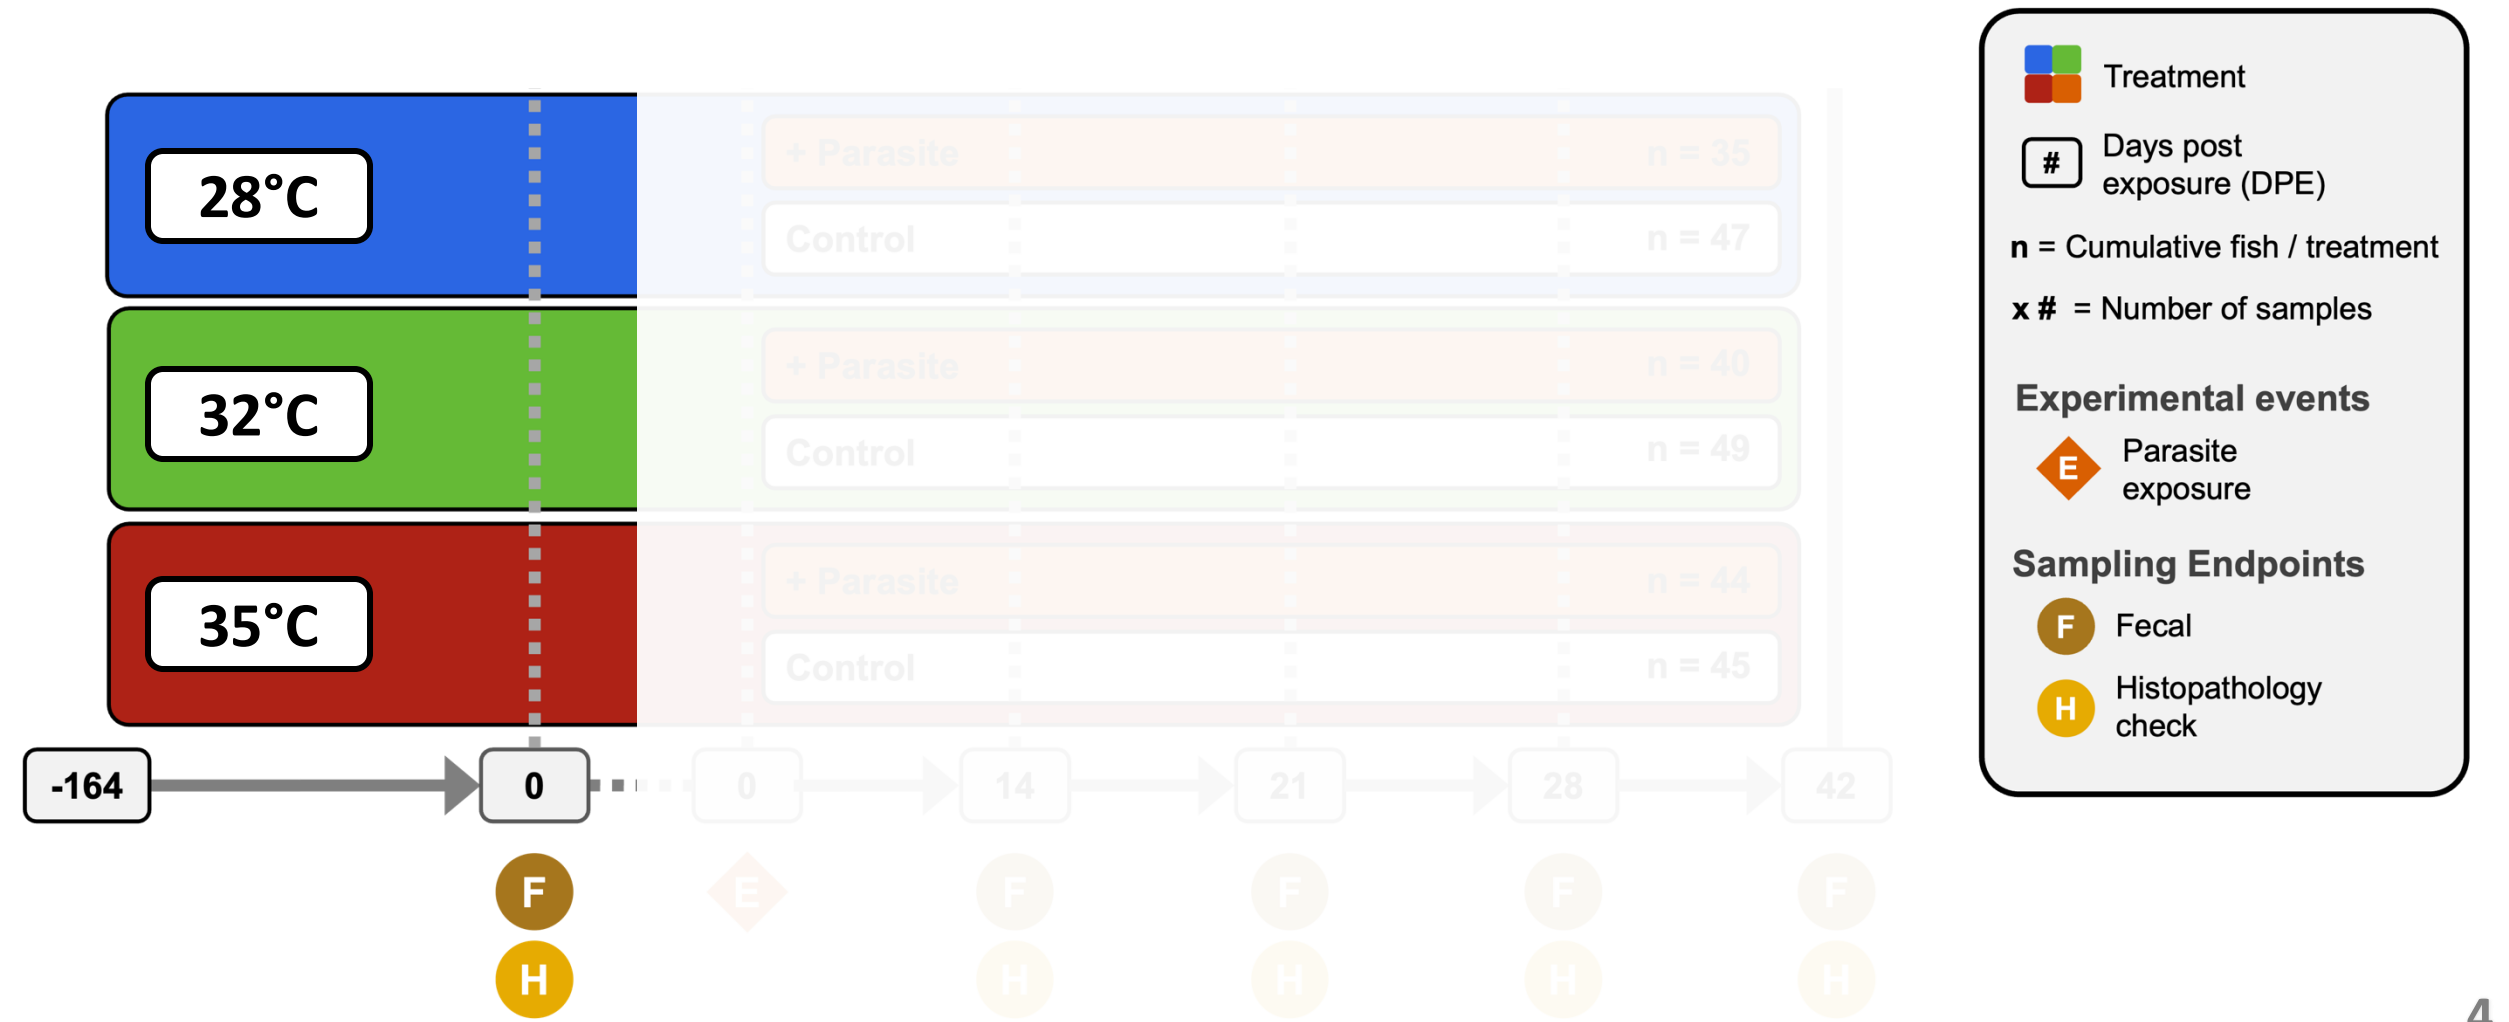 28°C
+ Parasite n = 35
Control n = 47
32°C
+ Parasite n = 40
Control n = 49
35°C
+ Parasite n = 44
Control n = 45
-164 0 0 14 21 28 42
F E F F F F
H H H H H
Treatment
# Days post
exposure (DPE)
n = Cumulative fish / treatment
x # = Number of samples
Experimental events
E Parasite
exposure
Sampling Endpoints
F Fecal
H Histopathology
check
4